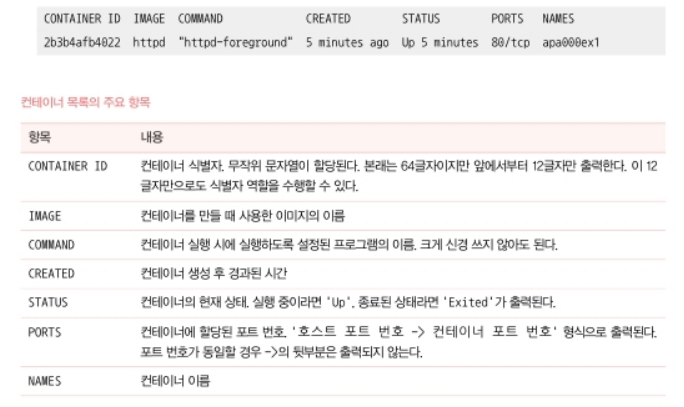 CONTAINER ID IMAGE COMMAND CREATED STATUS PORTS NAMES
2b3b4afb4022 httpd "httpd-foreground" 5 minutes ago Up 5 minutes 80/tcp apa000ex1
컨테이너 목록의 주요 항목
항목 내용
CONTAINER ID 컨테이너 식별자. 무작위 문자열이 할당된다. 본래는 64글자이지만 앞에서부터 12글자만 출력한다. 이 12
글자만으로도 식별자 역할을 수행할 수 있다.
IMAGE 컨테이너를 만들 때 사용한 이미지의 이름
COMMAND 컨테이너 실행 시에 실행하도록 설정된 프로그램의 이름. 크게 신경 쓰지 않아도 된다.
CREATED 컨테이너 생성 후 경과된 시간
STATUS 컨테이너의 현재 상태. 실행 중이라면 'Up', 종료된 상태라면 'Exited'가 출력된다.
PORTS 컨테이너에 할당된 포트 번호. '호스트 포트 번호 -> 컨테이너 포트 번호' 형식으로 출력된다.
포트 번호가 동일할 경우 ->의 뒷부분은 출력되지 않는다.
NAMES 컨테이너 이름